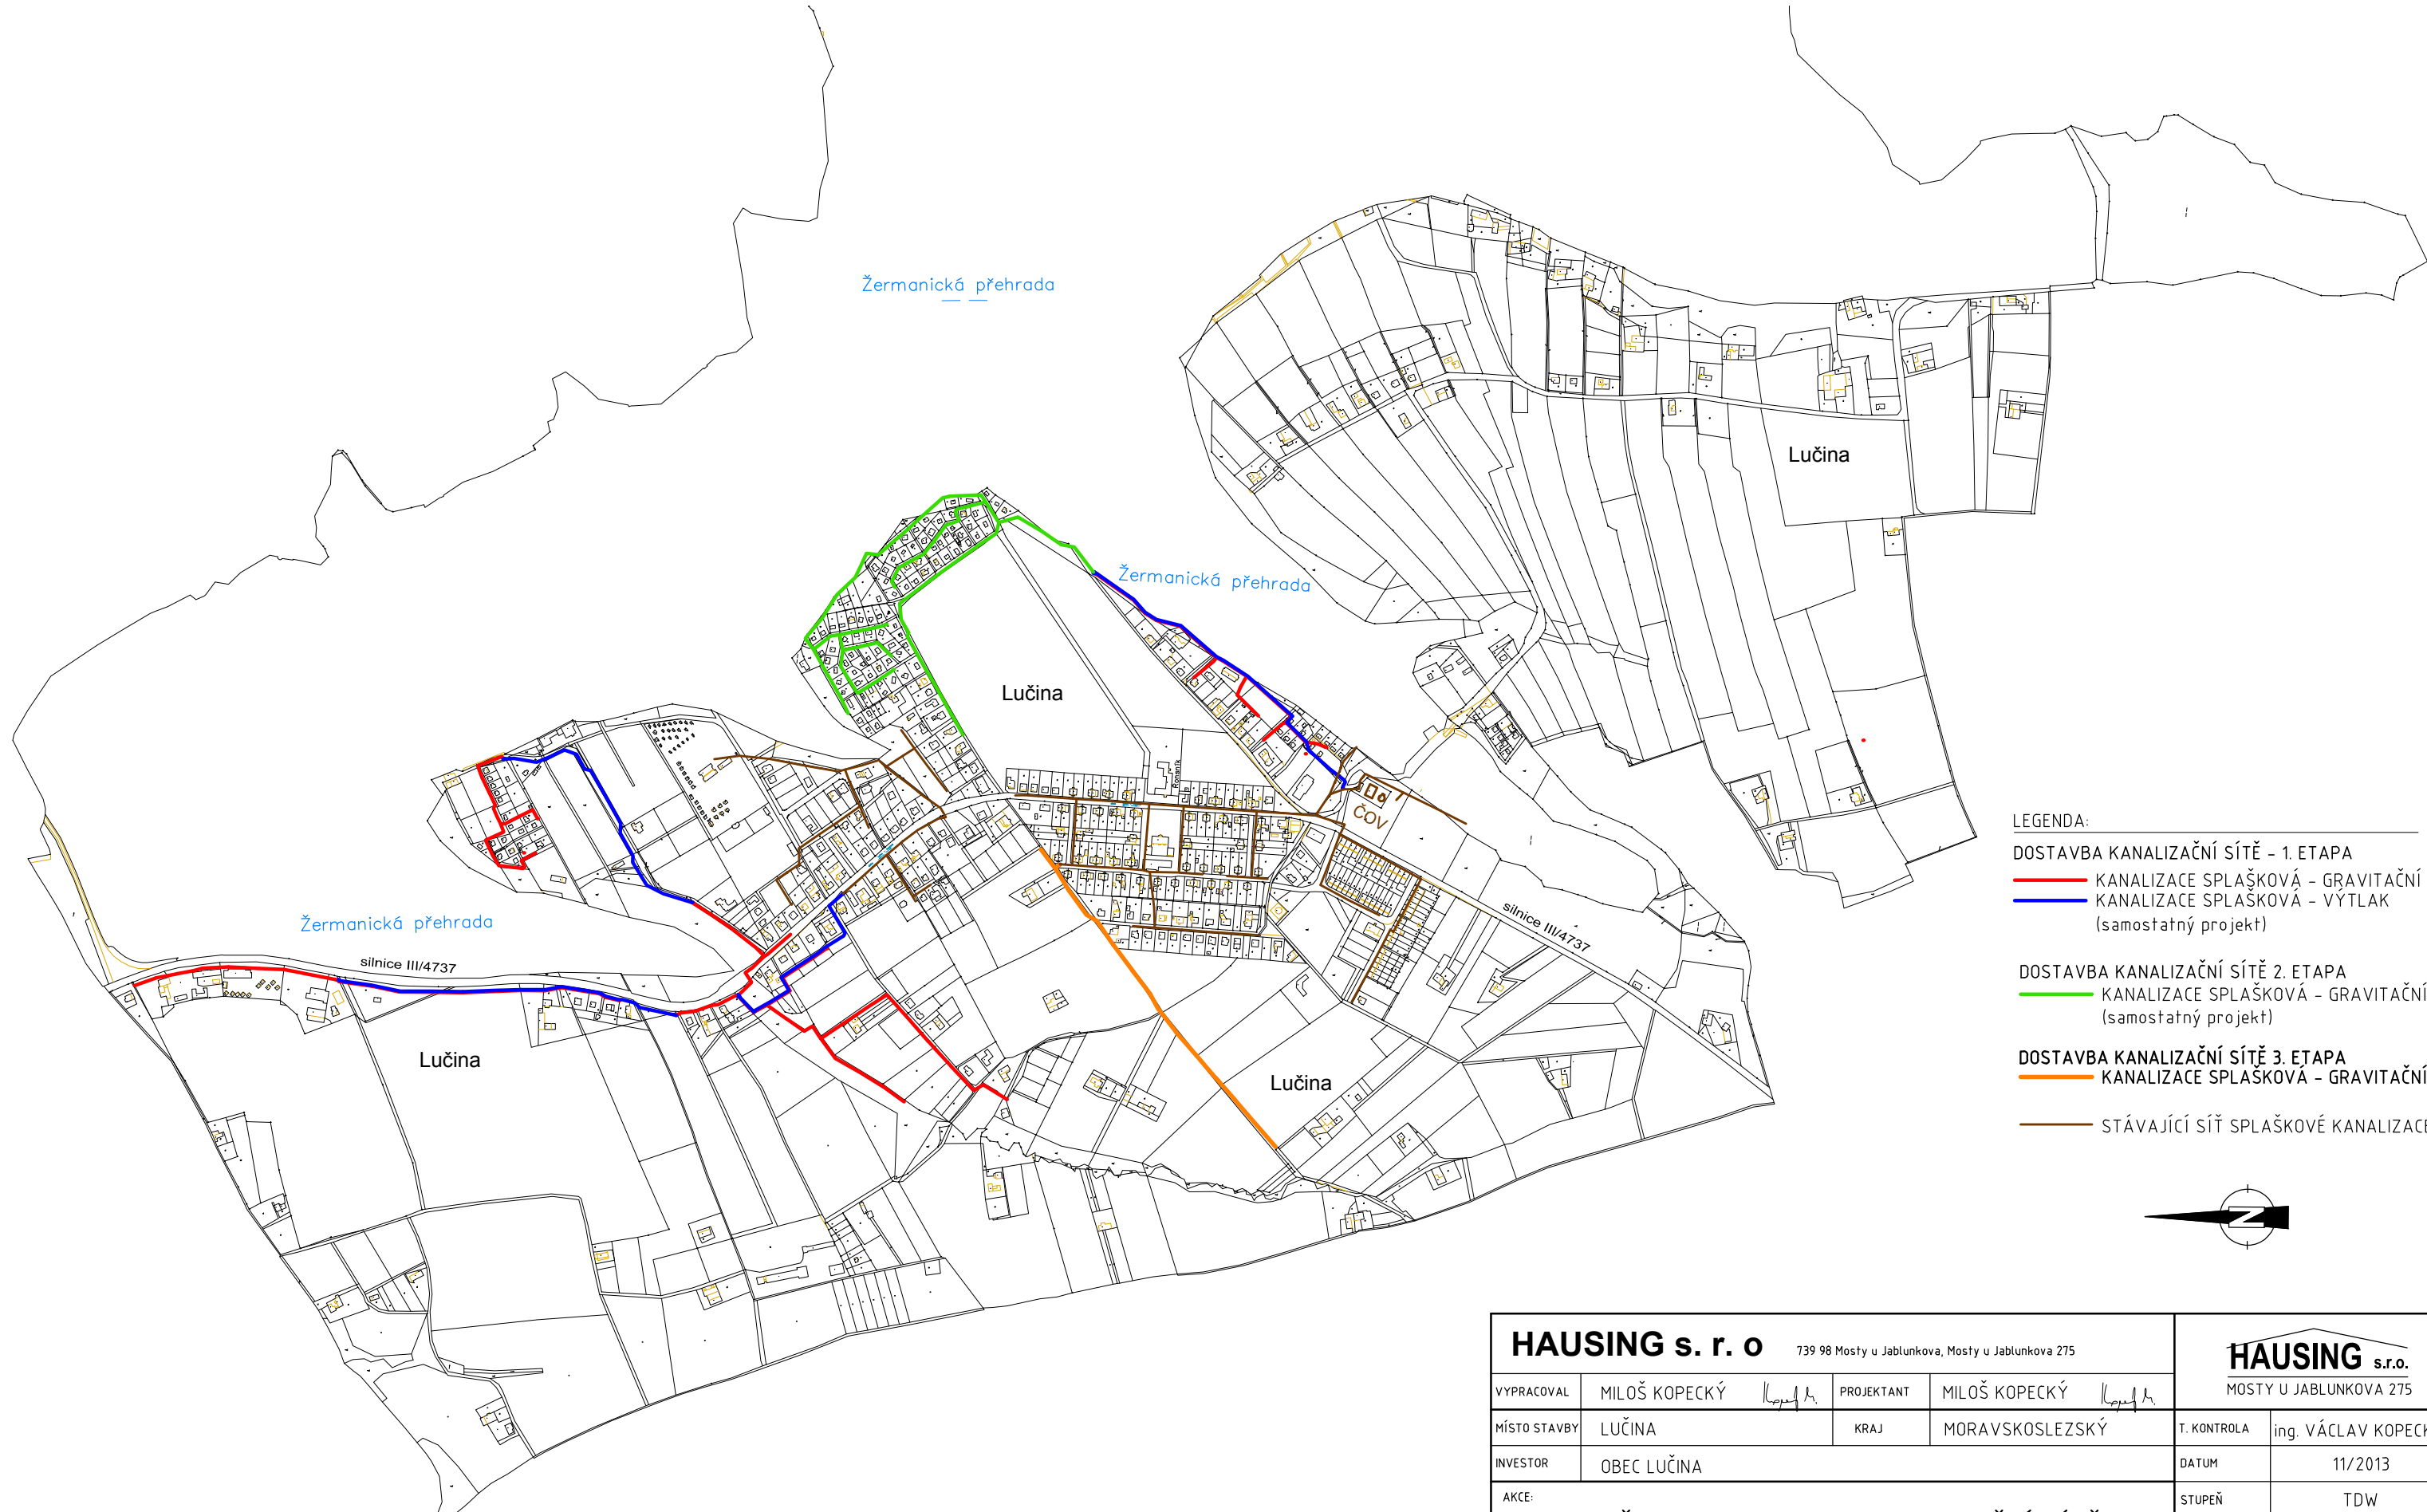 Žermanická přehrada
Lučina
Žermanická přehrada
Lučina
ČOV
silnice III/4737
Žermanická přehrada
silnice III/4737
Lučina
Lučina
LEGENDA:
DOSTAVBA KANALIZAČNÍ SÍTĚ - 1. ETAPA
KANALIZACE SPLAŠKOVÁ - GRAVITAČNÍ
KANALIZACE SPLAŠKOVÁ - VÝTLAK
(samostatný projekt)
DOSTAVBA KANALIZAČNÍ SÍTĚ 2. ETAPA
KANALIZACE SPLAŠKOVÁ - GRAVITAČNÍ
(samostatný projekt)
DOSTAVBA KANALIZAČNÍ SÍTĚ 3. ETAPA
KANALIZACE SPLAŠKOVÁ - GRAVITAČNÍ
STÁVAJÍCÍ SÍŤ SPLAŠKOVÉ KANALIZACE
N
HAUSING s. r. o 739 98 Mosty u Jablunkova, Mosty u Jablunkova 275
HAUSING s.r.o.
MOSTY U JABLUNKOVA 275
VYPRACOVAL MILOŠ KOPECKÝ PROJEKTANT MILOŠ KOPECKÝ
MÍSTO STAVBY LUČINA KRAJ MORAVSKOSLEZSKÝ T. KONTROLA ing. VÁCLAV KOPECK
INVESTOR OBEC LUČINA DATUM 11/2013
AKCE: STUPEŇ TDW